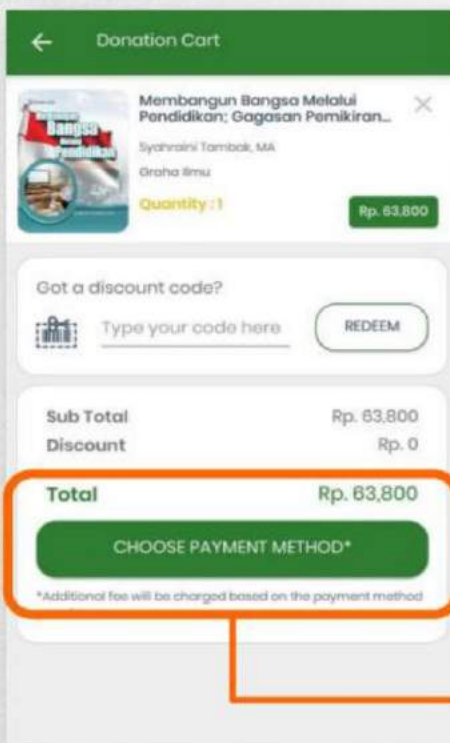 Donation Cart
Bangsa
Pendidikan
Membangun Bangsa Melalui
Pendidikan; Gagasan Pemikiran...
Syahraini Tambak, MA
Graha Ilmu
Quantity : 1
Rp. 63,800
Got a discount code?
Type your code here
REDEEM
Sub Total Rp. 63,800
Discount Rp. 0
Total Rp. 63,800
CHOOSE PAYMENT METHOD*
*Additional fee will be charged based on the payment method